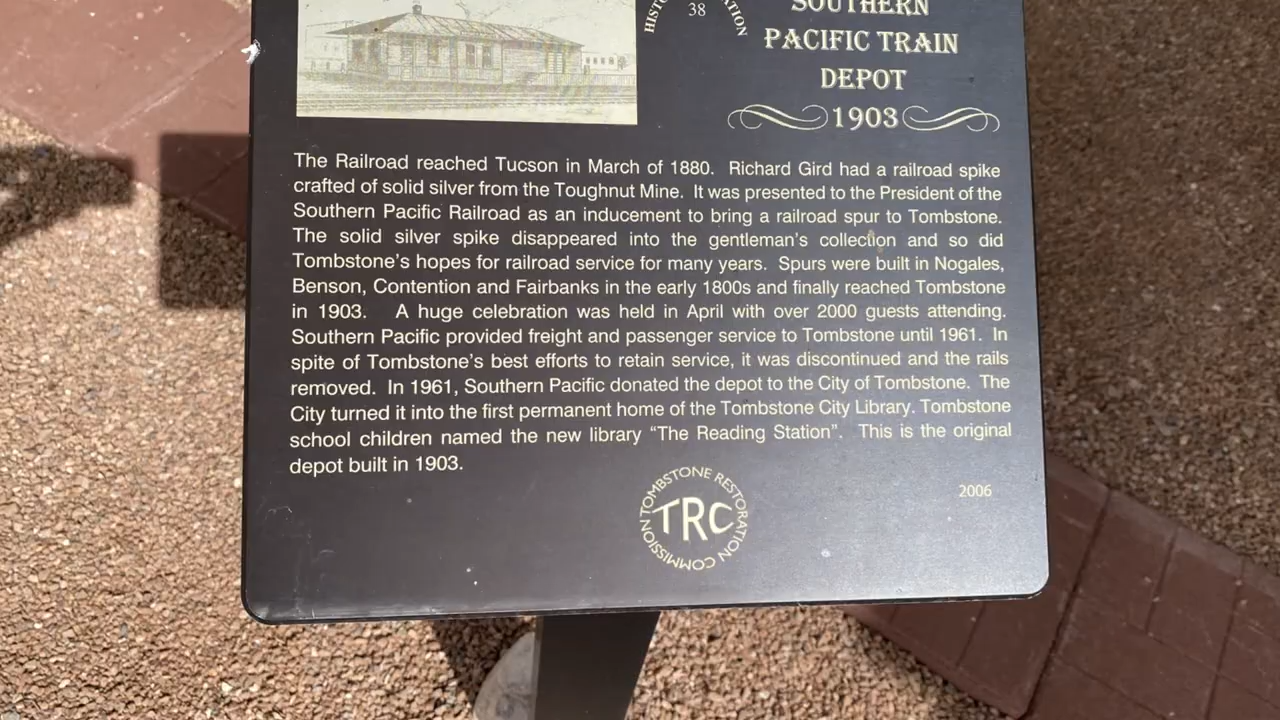 38
SOUTHERN
PACIFIC TRAIN
DEPOT
1903
The Railroad reached Tucson in March of 1880. Richard Gird had a railroad spike
crafted of solid silver from the Toughnut Mine. It was presented to the President of the
Southern Pacific Railroad as an inducement to bring a railroad spur to Tombstone.
The solid silver spike disappeared into the gentleman's collection and so did
Tombstone's hopes for railroad service for many years. Spurs were built in Nogales,
Benson, Contention and Fairbanks in the early 1800s and finally reached Tombstone
in 1903. A huge celebration was held in April with over 2000 guests attending.
Southern Pacific provided freight and passenger service to Tombstone until 1961. In
spite of Tombstone's best efforts to retain service, it was discontinued and the rails
removed. In 1961, Southern Pacific donated the depot to the City of Tombstone. The
City turned it into the first permanent home of the Tombstone City Library. Tombstone
school children named the new library “The Reading Station”. This is the original
depot built in 1903.
2006
TOMBSTONE RESTORATION COMMISSION
TRC